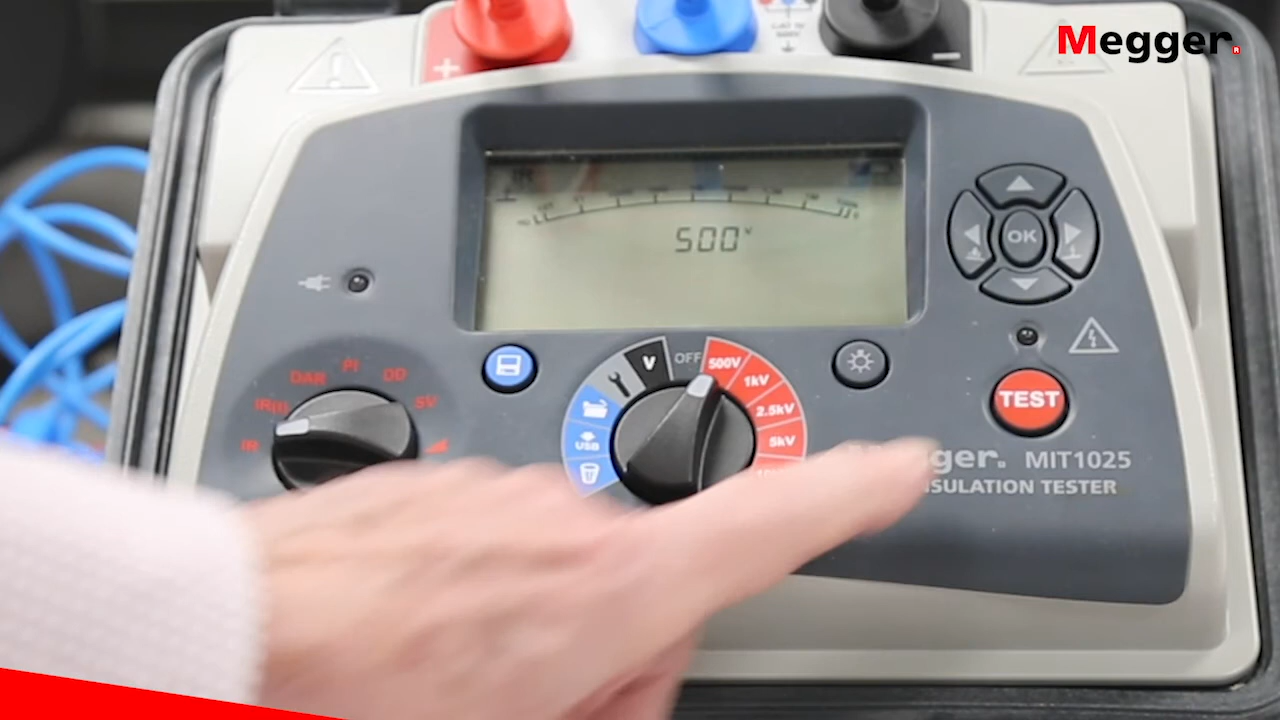 Megger.
+
−
500V
OFF
V
500V
1kV
2.5kV
5kV
USB
OK
TEST
PI
DAR
DD
IR(t)
SV
IR
MIT1025
TESTER